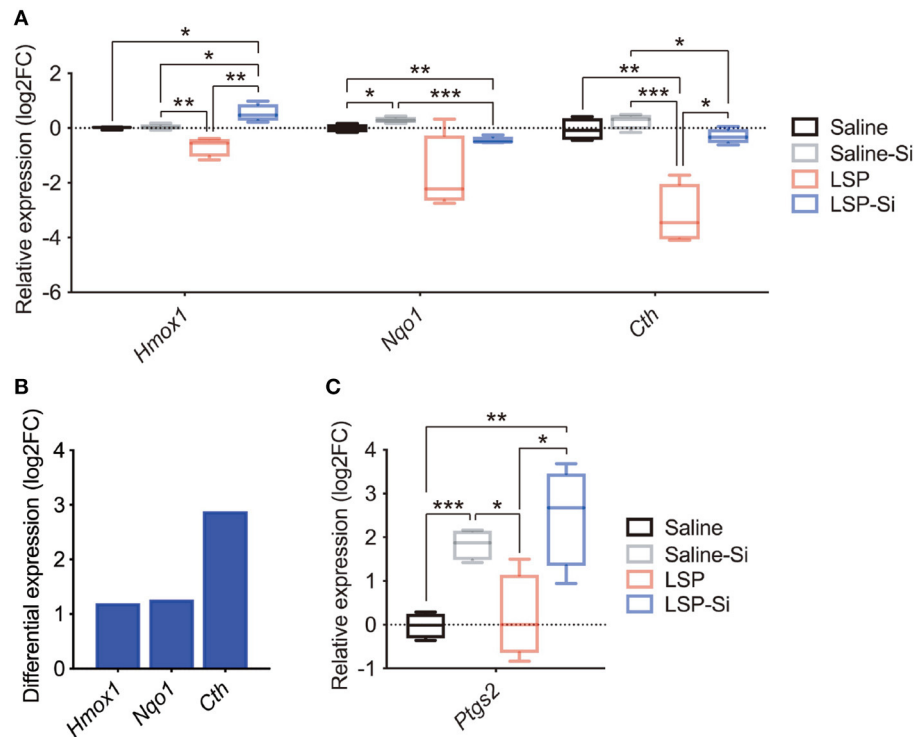 A
Relative expression (log2FC)
2
0
-2
-4
-6
*
*
**
**
**
*
***
*
**
***
*
Hmox1
Nqo1
Cth
Saline
Saline-Si
LSP
LSP-Si
B
Differential expression (log2FC)
4
3
2
1
0
Hmox1
Nqo1
Cth
C
Relative expression (log2FC)
4
3
2
1
0
-1
**
*
***
*
Ptgs2
Saline
Saline-Si
LSP
LSP-Si